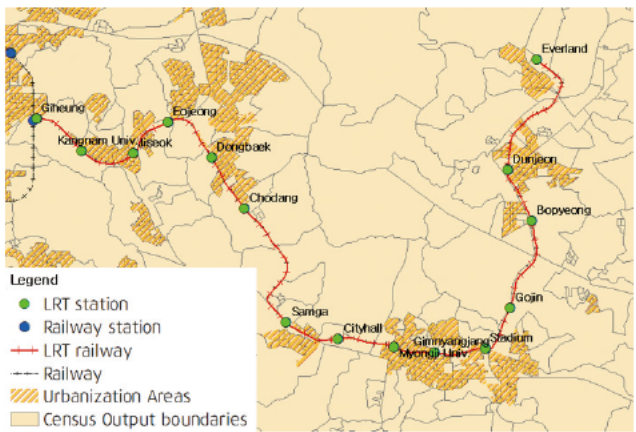 Everland
Giheung
Eojeong
Kangnam Univ.
Jiseok
Dongbaek
Dunjeon
Chodang
Bopyeong
Gojin
Samga
Cityhall
Gimnyangjang
Stadium
Myongji Univ.
Legend
LRT station
Railway station
LRT railway
Railway
Urbanization Areas
Census Output boundaries